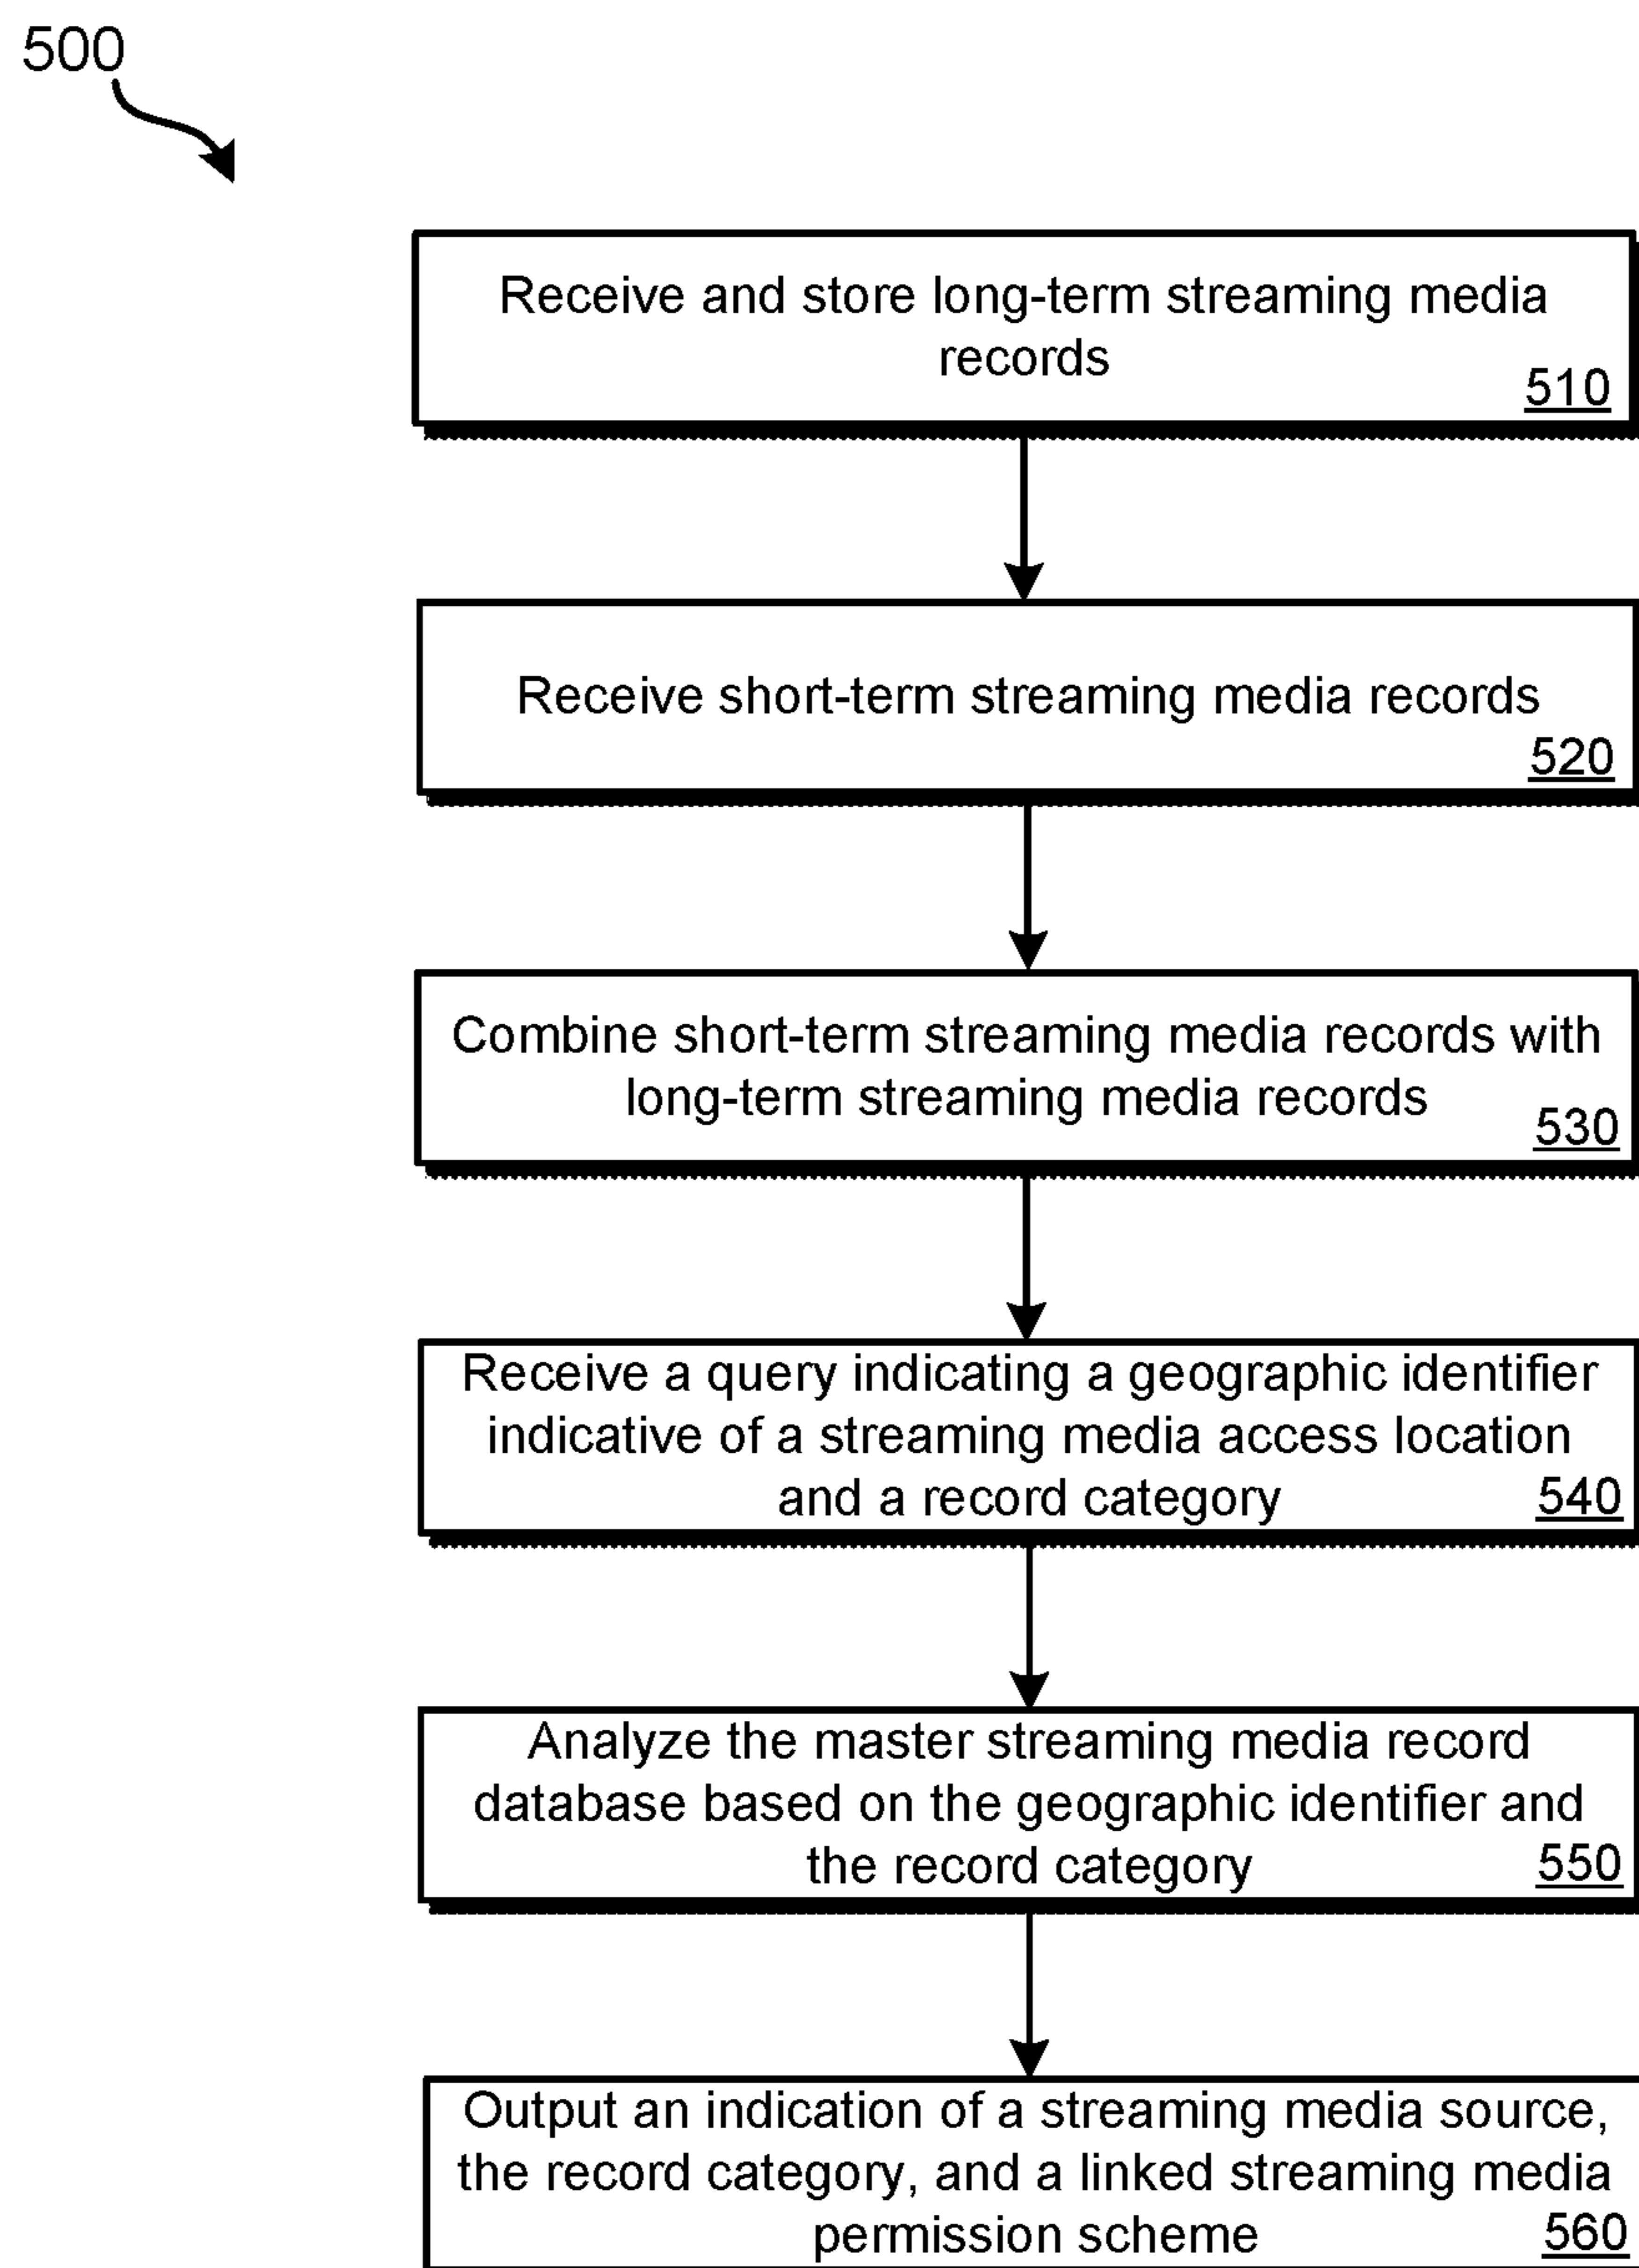 500
Receive and store long-term streaming media
records
510
Receive short-term streaming media records
520
Combine short-term streaming media records with
long-term streaming media records
530
Receive a query indicating a geographic identifier
indicative of a streaming media access location
and a record category
540
Analyze the master streaming media record
database based on the geographic identifier and
the record category
550
Output an indication of a streaming media source,
the record category, and a linked streaming media
permission scheme
560